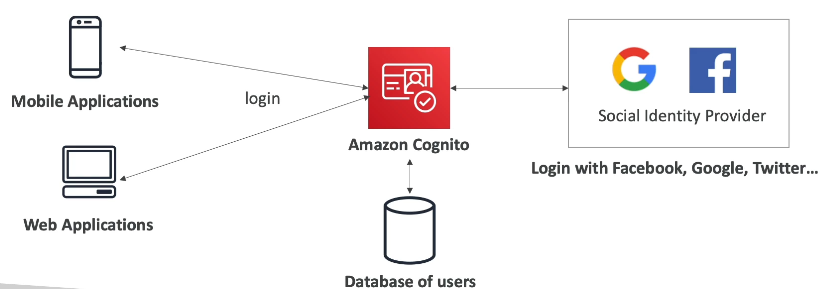 Mobile Applications
login
Web Applications
Amazon Cognito
Database of users
Social Identity Provider
Login with Facebook, Google, Twitter…